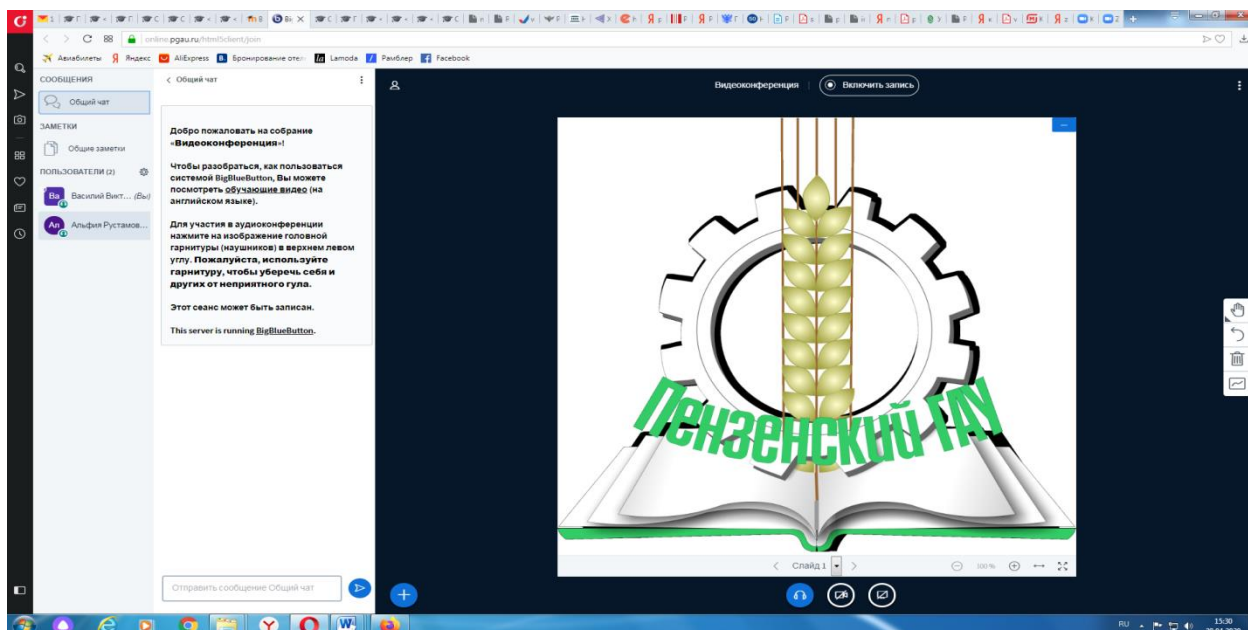 online.pgau.ru/html5client/join
Авиабилеты Яндекс AliExpress Бронирование отел Lamoda Рамблер Facebook
СООБЩЕНИЯ
Общий чат
ЗАМЕТКИ
Общие заметки
ПОЛЬЗОВАТЕЛИ (2)
Ва Василий Викт... (Вы)
Ал Альфия Рустамов...
Общий чат
Добро пожаловать на собрание
«Видеоконференция»!
Чтобы разобраться, как пользоваться
системой BigBlueButton, Вы можете
посмотреть обучающие видео (на
английском языке).
Для участия в аудиоконференции
нажмите на изображение головной
гарнитуры (наушников) в верхнем левом
углу. Пожалуйста, используйте
гарнитуру, чтобы уберечь себя и
других от неприятного гула.
Этот сеанс может быть записан.
This server is running BigBlueButton.
Отправить сообщение Общий чат
Видеоконференция
Включить запись
Пензенский ГАУ
Слайд 1
100%
RU
15:30